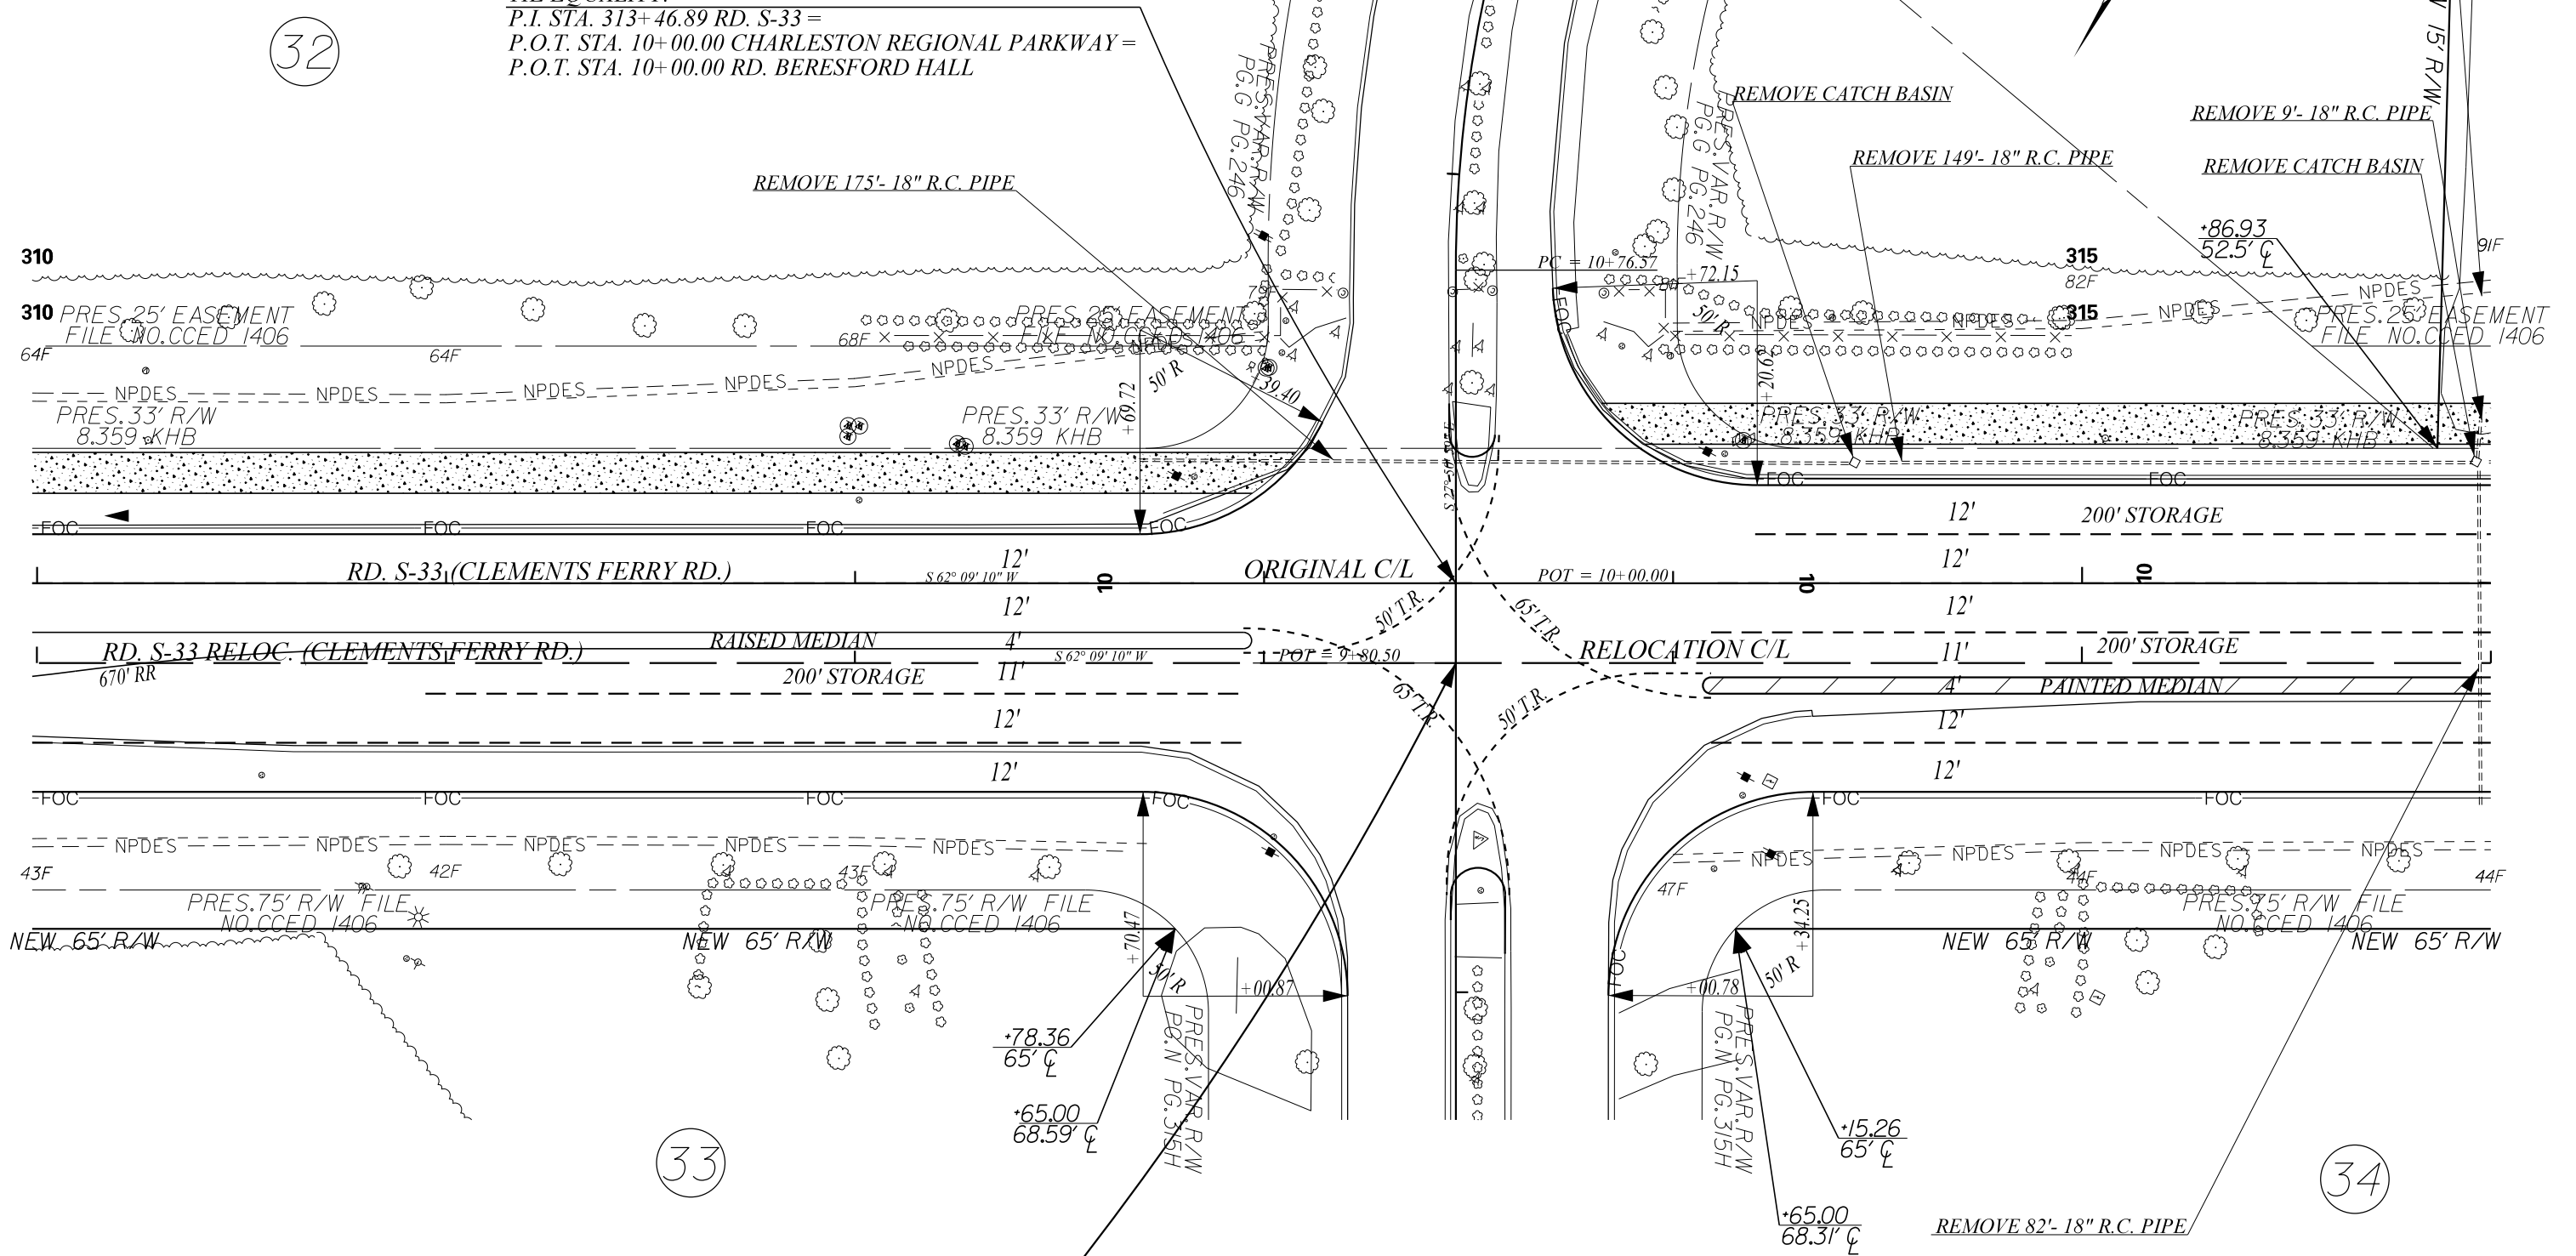 32
P.I. STA. 313+46.89 RD. S-33 =
P.O.T. STA. 10+00.00 CHARLESTON REGIONAL PARKWAY =
P.O.T. STA. 10+00.00 RD. BERESFORD HALL
PRES.VAR.R/W
PG.G PG.246
PRES.VAR.R/W
PG.G PG.246
REMOVE CATCH BASIN
15' R/W
REMOVE 9'- 18" R.C. PIPE
REMOVE 149'- 18" R.C. PIPE
REMOVE CATCH BASIN
REMOVE 175'- 18" R.C. PIPE
+86.93
52.5' CL
91F
310
315
82F
PC = 10+76.57
+72.15
310
PRES.25' EASEMENT
FILE NO.CCED 1406
PRES.25' EASEMENT
FILE NO.CCED 1406
50' R
NPDES
NPDES
315
NPDES
NPDES
PRES.25' EASEMENT
FILE NO.CCED 1406
64F
64F
68F
NPDES
NPDES
NPDES
NPDES
NPDES
50' R
39.40
+69.72
+20.62
PRES.33' R/W
8.359 KHB
PRES.33' R/W
8.359 KHB
FOC
PRES.33' R/W
8.359 KHB
PRES.33' R/W
8.359 KHB
FOC
FOC
FOC
FOC
FOC
FOC
FOC
12'
200' STORAGE
12'
12'
RD. S-33 (CLEMENTS FERRY RD.)
S 62° 09' 10" W
10
ORIGINAL C/L
POT = 10+00.00
10
10
12'
50' T.R.
65' T.R.
12'
RD. S-33 RELOC. (CLEMENTS FERRY RD.)
RAISED MEDIAN
4'
S 62° 09' 10" W
POT = 9+80.50
RELOCATION C/L
11'
200' STORAGE
670' RR
200' STORAGE
11'
65' T.R.
50' T.R.
4'
PAINTED MEDIAN
12'
12'
12'
12'
FOC
FOC
FOC
FOC
FOC
FOC
NPDES
NPDES
NPDES
NPDES
NPDES
NPDES
NPDES
NPDES
NPDES
43F
42F
43F
47F
44F
44F
PRES.75' R/W FILE
NO.CCED 1406
PRES.75' R/W FILE
NO.CCED 1406
PRES.75' R/W FILE
NO.CCED 1406
NEW 65' R/W
NEW 65' R/W
NEW 65' R/W
NEW 65' R/W
+70.47
50' R
+00.87
FOC
+00.78
50' R
+34.25
PRES.VAR.R/W
PG.N PG.315H
PRES.VAR.R/W
PG.N PG.315H
+78.36
65' CL
+65.00
68.59' CL
+15.26
65' CL
33
34
+65.00
68.31' CL
REMOVE 82'- 18" R.C. PIPE